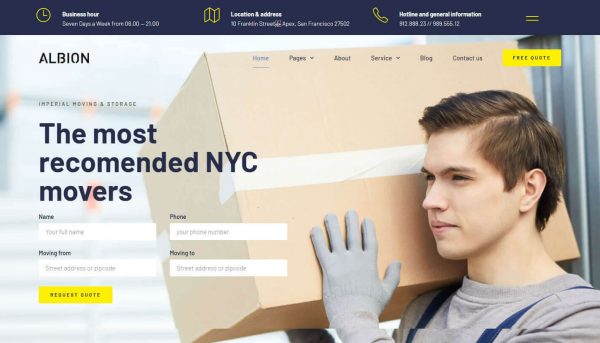 Business hour
Seven Days a Week from 06.00 – 21.00
Location & address
10 Franklin Street Apex, San Francisco 27502
Hotline and general information
912.888.23 // 989.555.12
ALBION
Home Pages About Service Blog Contact us FREE QUOTE
IMPERIAL MOVING & STORAGE
The most
recomended NYC
movers
Name Phone
Your full name your phone number
Moving from Moving to
Street address or zipcode Street address or zipcode
REQUEST QUOTE